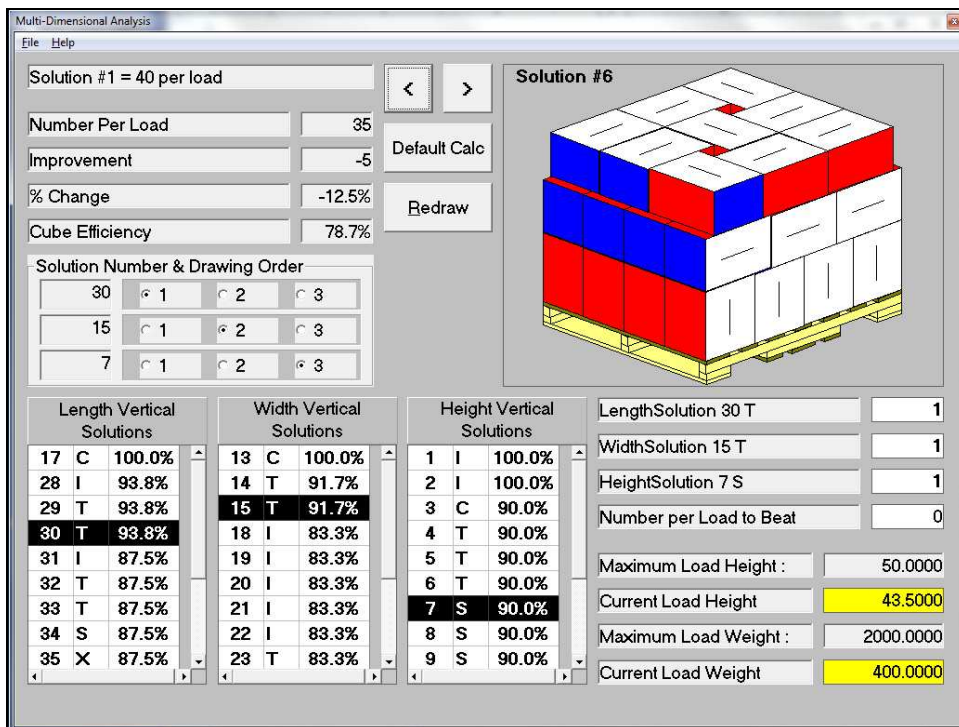 Multi-Dimensional Analysis
File Help
Solution #1 = 40 per load
< >
Solution #6
Number Per Load 35
Default Calc
Improvement -5
% Change -12.5%
Redraw
Cube Efficiency 78.7%
Solution Number & Drawing Order
30 1 2 3
15 1 2 3
7 1 2 3
Length Vertical
Solutions
17 C 100.0%
28 I 93.8%
29 T 93.8%
30 T 93.8%
31 I 87.5%
32 T 87.5%
33 T 87.5%
34 S 87.5%
35 X 87.5%
Width Vertical
Solutions
13 C 100.0%
14 T 91.7%
15 T 91.7%
18 I 83.3%
19 I 83.3%
20 I 83.3%
21 I 83.3%
22 I 83.3%
23 T 83.3%
Height Vertical
Solutions
1 I 100.0%
2 I 100.0%
3 C 90.0%
4 T 90.0%
5 T 90.0%
6 T 90.0%
7 S 90.0%
8 S 90.0%
9 S 90.0%
LengthSolution 30 T 1
WidthSolution 15 T 1
HeightSolution 7 S 1
Number per Load to Beat 0
Maximum Load Height : 50.0000
Current Load Height 43.5000
Maximum Load Weight : 2000.0000
Current Load Weight 400.0000